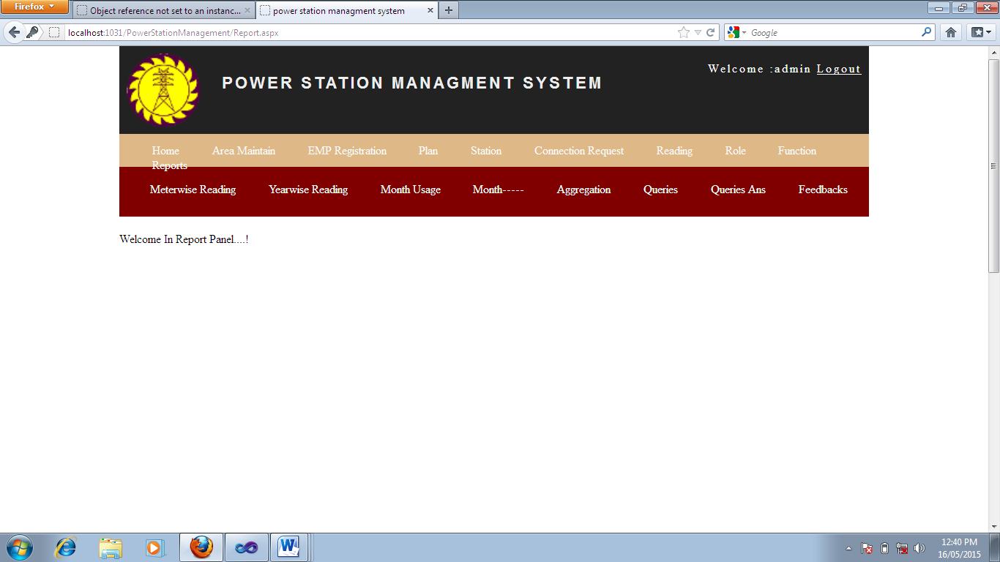 Firefox
Object reference not set to an instanc...
power station managment system
localhost:1031/PowerStationManagement/Report.aspx
Google
POWER STATION MANAGMENT SYSTEM
Welcome :admin Logout
Home Area Maintain EMP Registration Plan Station Connection Request Reading Role Function
Reports
Meterwise Reading Yearwise Reading Month Usage Month----- Aggregation Queries Queries Ans Feedbacks
Welcome In Report Panel....!
12:40 PM
16/05/2015